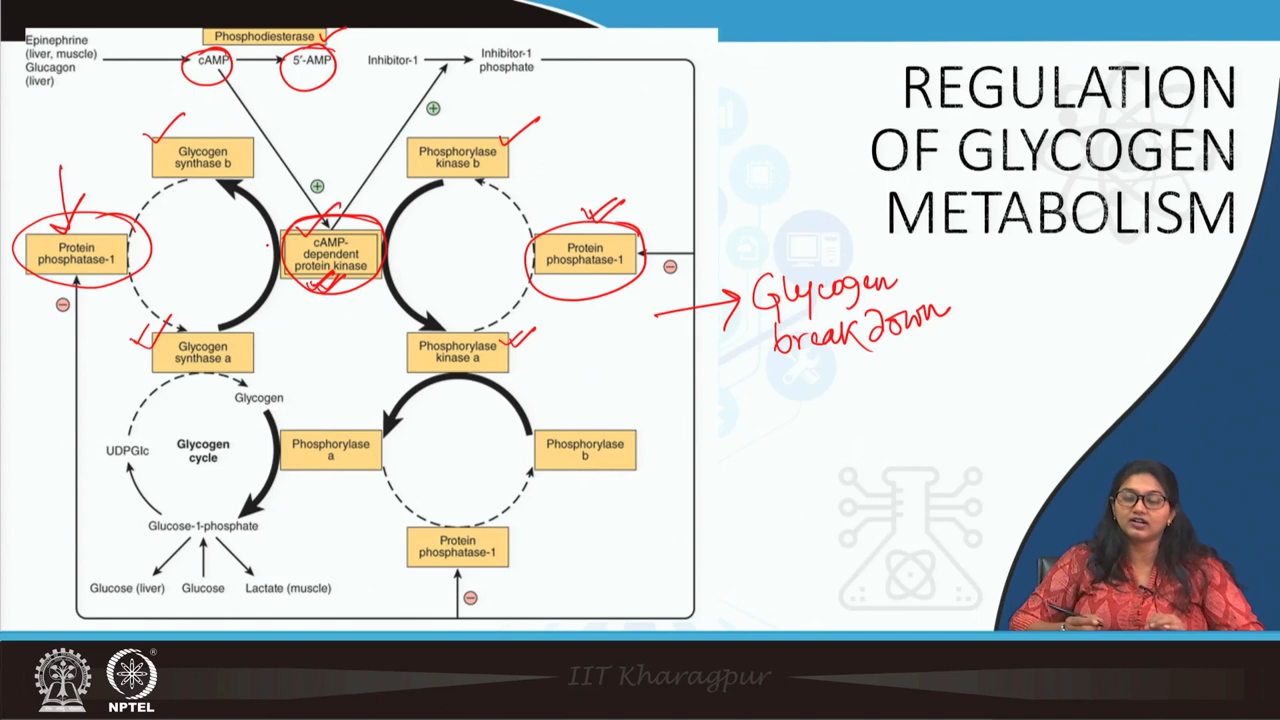 Phosphodiesterase
Epinephrine
(liver, muscle)
Glucagon
(liver)
cAMP
5′-AMP
Inhibitor-1
Inhibitor-1
phosphate
REGULATION
OF GLYCOGEN
METABOLISM
+
+
Glycogen
synthase b
Phosphorylase
kinase b
Protein
phosphatase-1
cAMP-
dependent
protein kinase
Protein
phosphatase-1
−
−
Glycogen
breakdown
Glycogen
synthase a
Phosphorylase
kinase a
Glycogen
UDPGlc
Glycogen
cycle
Phosphorylase
a
Phosphorylase
b
Glucose-1-phosphate
Protein
phosphatase-1
Glucose (liver)
Glucose
Lactate (muscle)
−
NPTEL
®
IIT Kharagpur